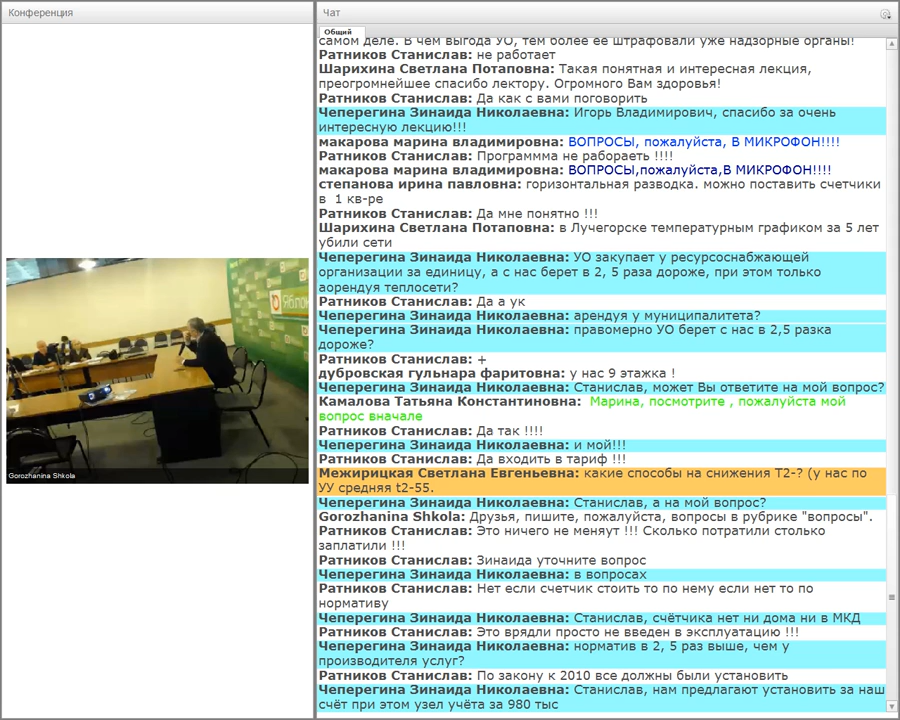 Конференция
Чат
Общий
самом деле. В чем выгода УО, тем более ее штрафовали уже надзорные органы!
Ратников Станислав: не работает
Шарихина Светлана Потаповна: Такая понятная и интересная лекция,
преогромнейшее спасибо лектору. Огромного Вам здоровья!
Ратников Станислав: Да как с вами поговорить
Чеперегина Зинаида Николаевна: Игорь Владимирович, спасибо за очень
интересную лекцию!!!
макарова марина владимировна: ВОПРОСЫ, пожалуйста, В МИКРОФОН!!!!
Ратников Станислав: Программма не рабораеть !!!!
макарова марина владимировна: ВОПРОСЫ,пожалуйста,В МИКРОФОН!!!!
степанова ирина павловна: горизонтальная разводка. можно поставить счетчики
в  1 кв-ре
Ратников Станислав: Да мне понятно !!!
Шарихина Светлана Потаповна: в Лучегорске температурным графиком за 5 лет
убили сети
Чеперегина Зинаида Николаевна: УО закупает у ресурсоснабжающей
организации за единицу, а с нас берет в 2, 5 раза дороже, при этом только
аорендуя теплосети?
Ратников Станислав: Да а ук
Чеперегина Зинаида Николаевна: арендуя у муниципалитета?
Чеперегина Зинаида Николаевна: правомерно УО берет с нас в 2,5 разка
дороже?
Ратников Станислав: +
дубровская гульнара фаритовна: у нас 9 этажка !
Чеперегина Зинаида Николаевна: Станислав, может Вы ответите на мой вопрос?
Камалова Татьяна Константиновна:  Марина, посмотрите , пожалуйста мой
вопрос вначале
Ратников Станислав: Да так !!!!
Чеперегина Зинаида Николаевна: и мой!!!
Ратников Станислав: Да входить в тариф !!!
Межирицкая Светлана Евгеньевна: какие способы на снижения Т2-? (у нас по
УУ средняя t2-55.
Чеперегина Зинаида Николаевна: Станислав, а на мой вопрос?
Gorozhanina Shkola: Друзья, пишите, пожалуйста, вопросы в рубрике "вопросы".
Ратников Станислав: Это ничего не меняют !!! Сколько потратили столько
заплатили !!!
Ратников Станислав: Зинаида уточните вопрос
Чеперегина Зинаида Николаевна: в вопросах
Ратников Станислав: Нет если счетчик стоить то по нему если нет то по
нормативу
Чеперегина Зинаида Николаевна: Станислав, счётчика нет ни дома ни в МКД
Ратников Станислав: Это врядли просто не введен в эксплуатацию !!!
Чеперегина Зинаида Николаевна: норматив в 2, 5 раз выше, чем у
производителя услуг?
Ратников Станислав: По закону к 2010 все должны были установить
Чеперегина Зинаида Николаевна: Станислав, нам предлагают установить за наш
счёт при этом узел учёта за 980 тыс
Яблок
Gorozhanina Shkola